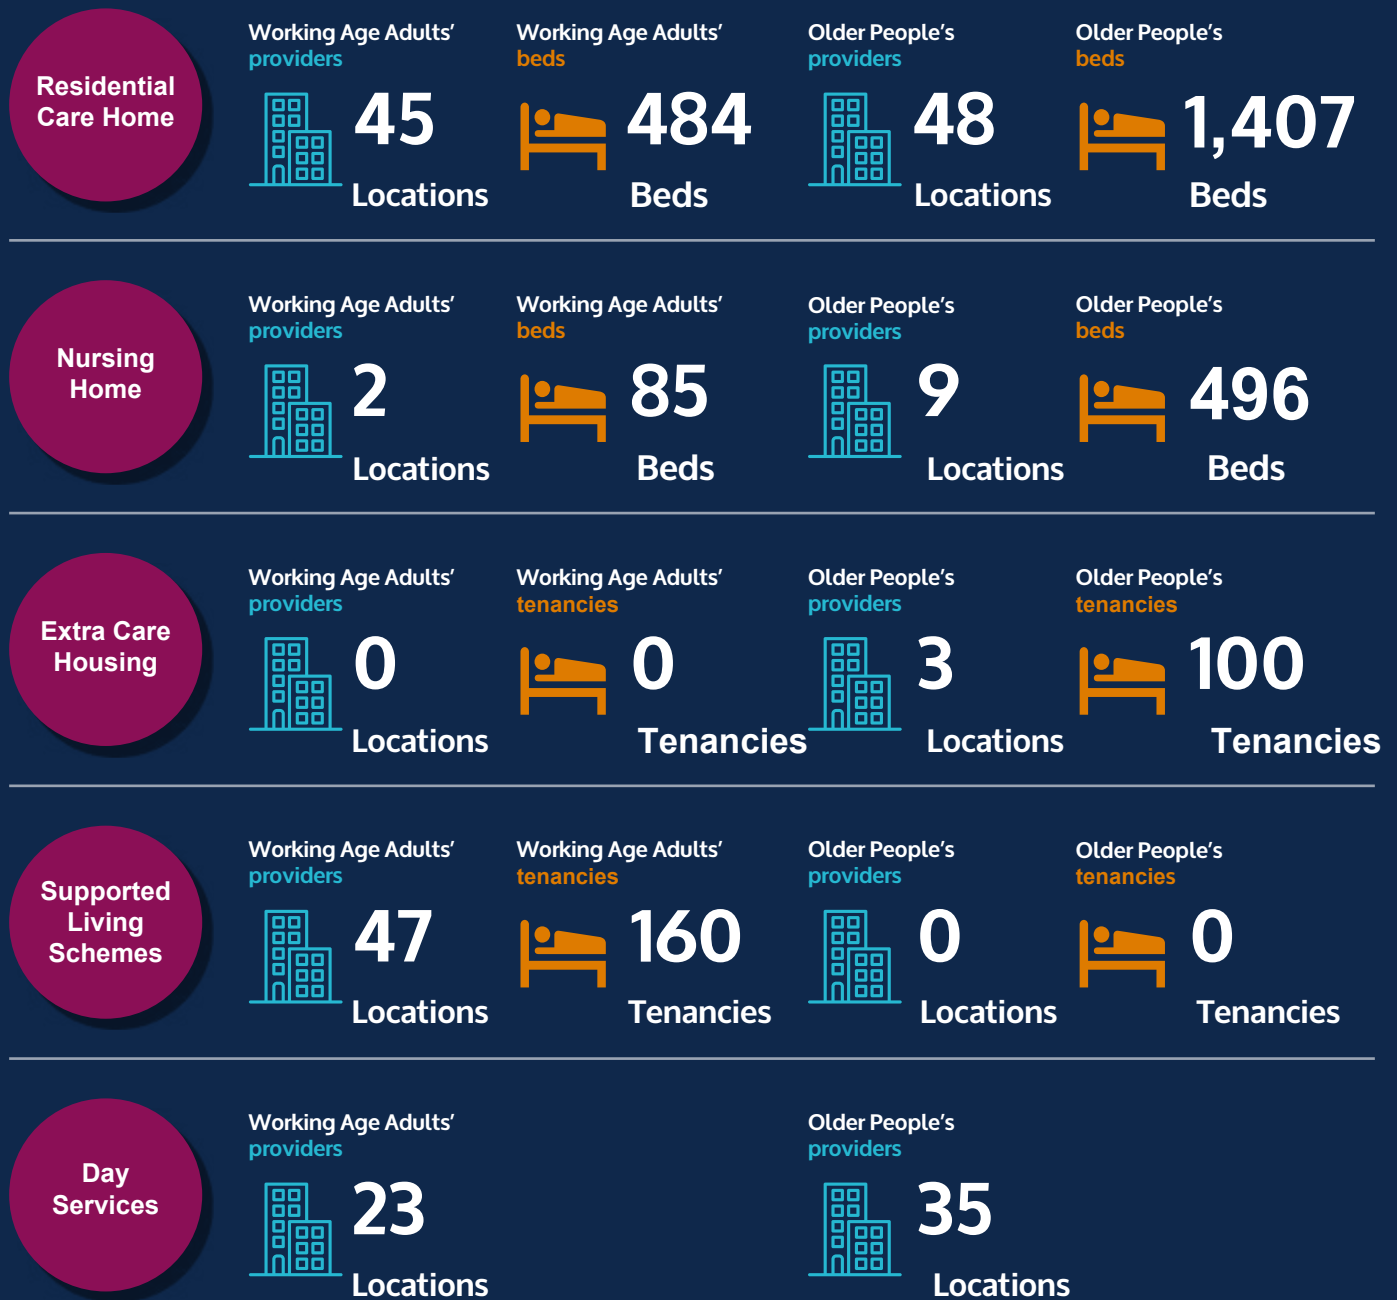 Residential
Care Home
Working Age Adults’
providers
45
Locations
Working Age Adults’
beds
484
Beds
Older People’s
providers
48
Locations
Older People’s
beds
1,407
Beds
Nursing
Home
Working Age Adults’
providers
2
Locations
Working Age Adults’
beds
85
Beds
Older People’s
providers
9
Locations
Older People’s
beds
496
Beds
Extra Care
Housing
Working Age Adults’
providers
0
Locations
Working Age Adults’
tenancies
0
Tenancies
Older People’s
providers
3
Locations
Older People’s
tenancies
100
Tenancies
Supported
Living
Schemes
Working Age Adults’
providers
47
Locations
Working Age Adults’
tenancies
160
Tenancies
Older People’s
providers
0
Locations
Older People’s
tenancies
0
Tenancies
Day
Services
Working Age Adults’
providers
23
Locations
Older People’s
providers
35
Locations